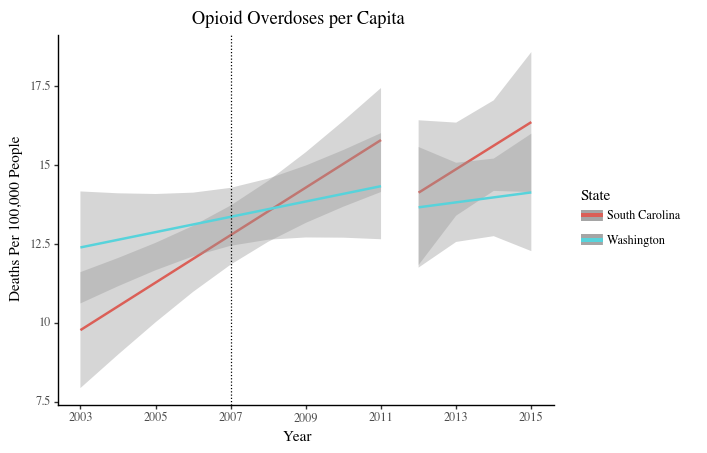 Opioid Overdoses per Capita
17.5
15
12.5
10
7.5
Deaths Per 100,000 People
2003 2005 2007 2009 2011 2013 2015
Year
State
South Carolina
Washington